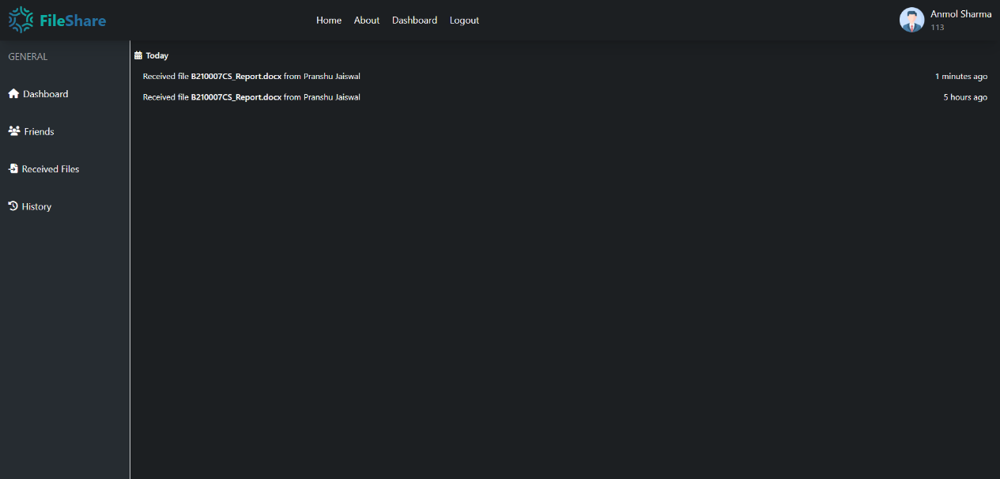 FileShare
Home About Dashboard Logout
Anmol Sharma
113
GENERAL
Dashboard
Friends
Received Files
History
Today
Received file B210007CS_Report.docx from Pranshu Jaiswal 1 minutes ago
Received file B210007CS_Report.docx from Pranshu Jaiswal 5 hours ago